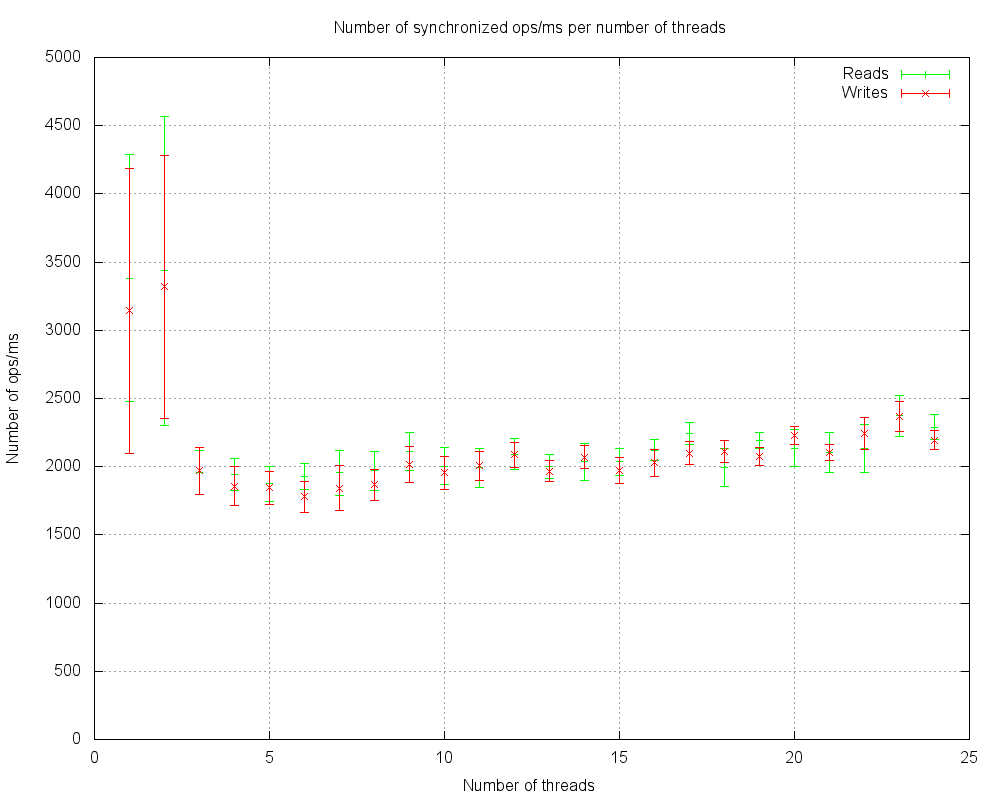 Number of synchronized ops/ms per number of threads
Reads
Writes
5000
4500
4000
3500
3000
2500
2000
1500
1000
500
0
Number of ops/ms
0 5 10 15 20 25
Number of threads